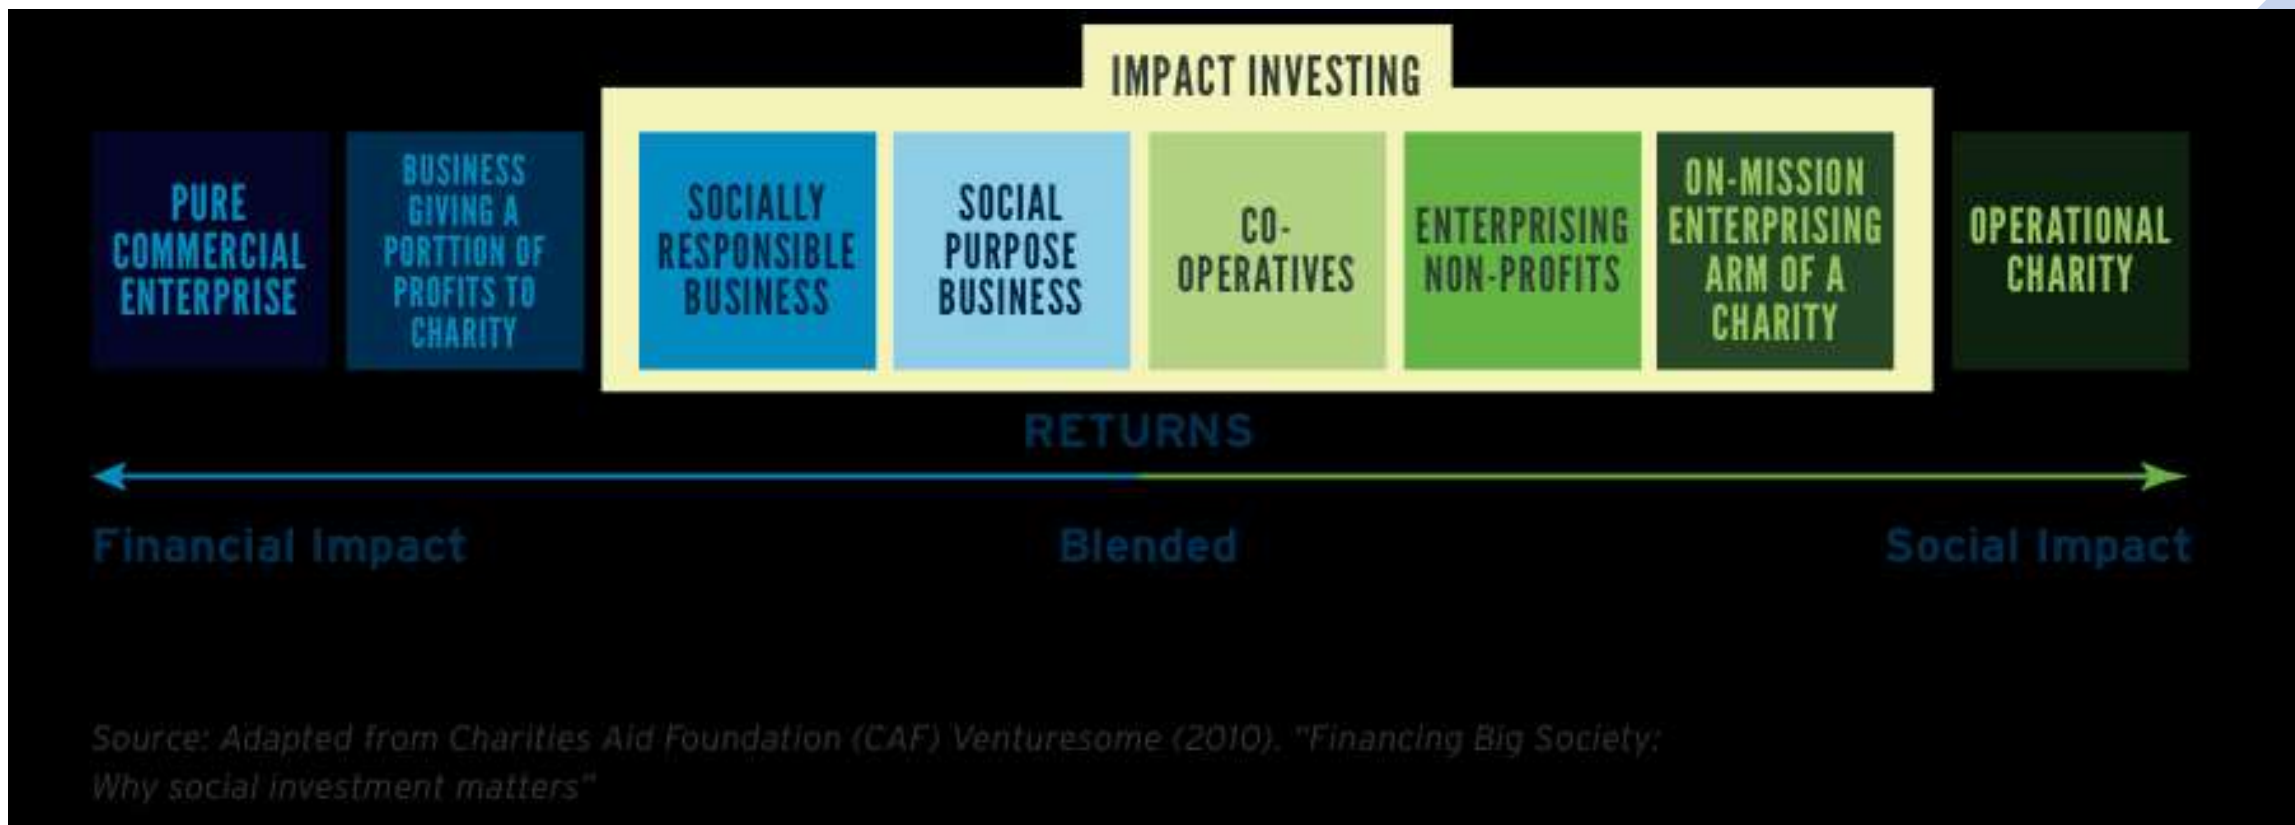 IMPACT INVESTING
PURE
COMMERCIAL
ENTERPRISE
BUSINESS
GIVING A
PORTTION OF
PROFITS TO
CHARITY
SOCIALLY
RESPONSIBLE
BUSINESS
SOCIAL
PURPOSE
BUSINESS
CO-
OPERATIVES
ENTERPRISING
NON-PROFITS
ON-MISSION
ENTERPRISING
ARM OF A
CHARITY
OPERATIONAL
CHARITY
RETURNS
Financial Impact
Blended
Social Impact
Source: Adapted from Charities Aid Foundation (CAF) Venturesome (2010). "Financing Big Society:
Why social investment matters"